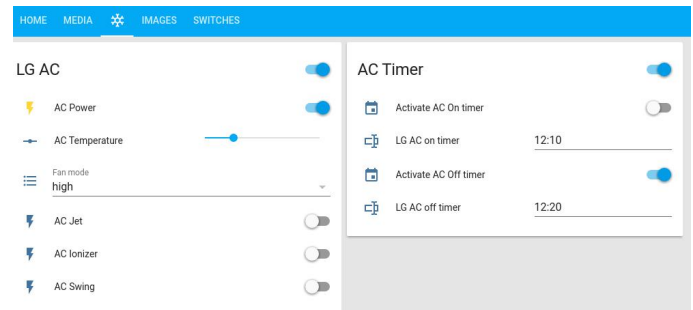 HOME MEDIA IMAGES SWITCHES
LG AC
AC Power
AC Temperature
Fan mode
high
AC Jet
AC Ionizer
AC Swing
AC Timer
Activate AC On timer
LG AC on timer 12:10
Activate AC Off timer
LG AC off timer 12:20